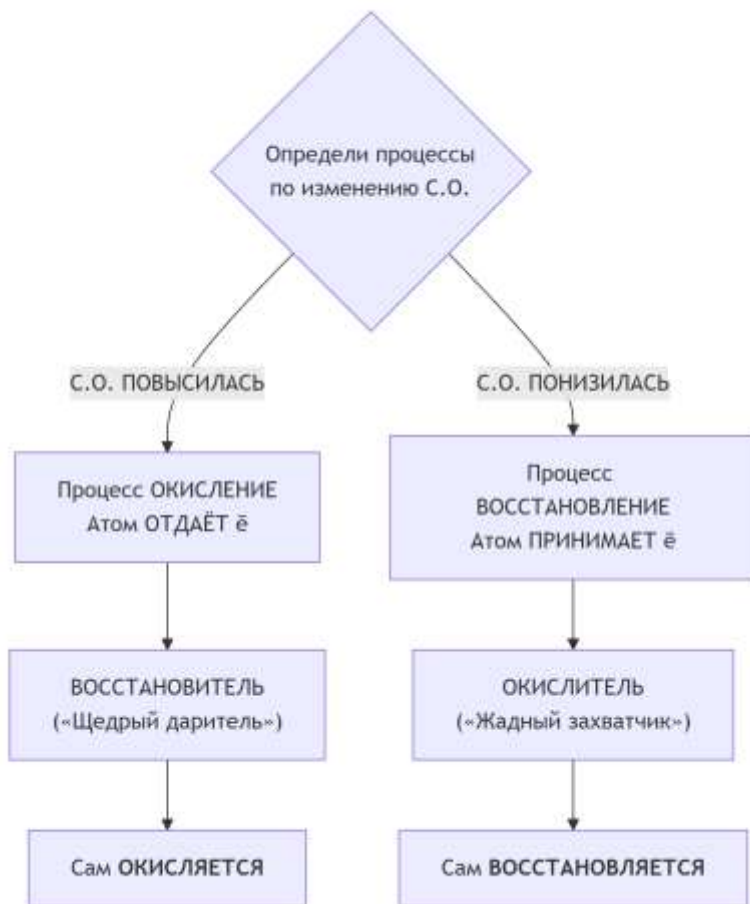 Определи процессы
по изменению С.О.
С.О. ПОВЫСИЛАСЬ
С.О. ПОНИЗИЛАСЬ
Процесс ОКИСЛЕНИЕ
Атом ОТДАЁТ ē
Процесс
ВОССТАНОВЛЕНИЕ
Атом ПРИНИМАЕТ ē
ВОССТАНОВИТЕЛЬ
(«Щедрый даритель»)
ОКИСЛИТЕЛЬ
(«Жадный захватчик»)
Сам ОКИСЛЯЕТСЯ
Сам ВОССТАНОВЛЯЕТСЯ